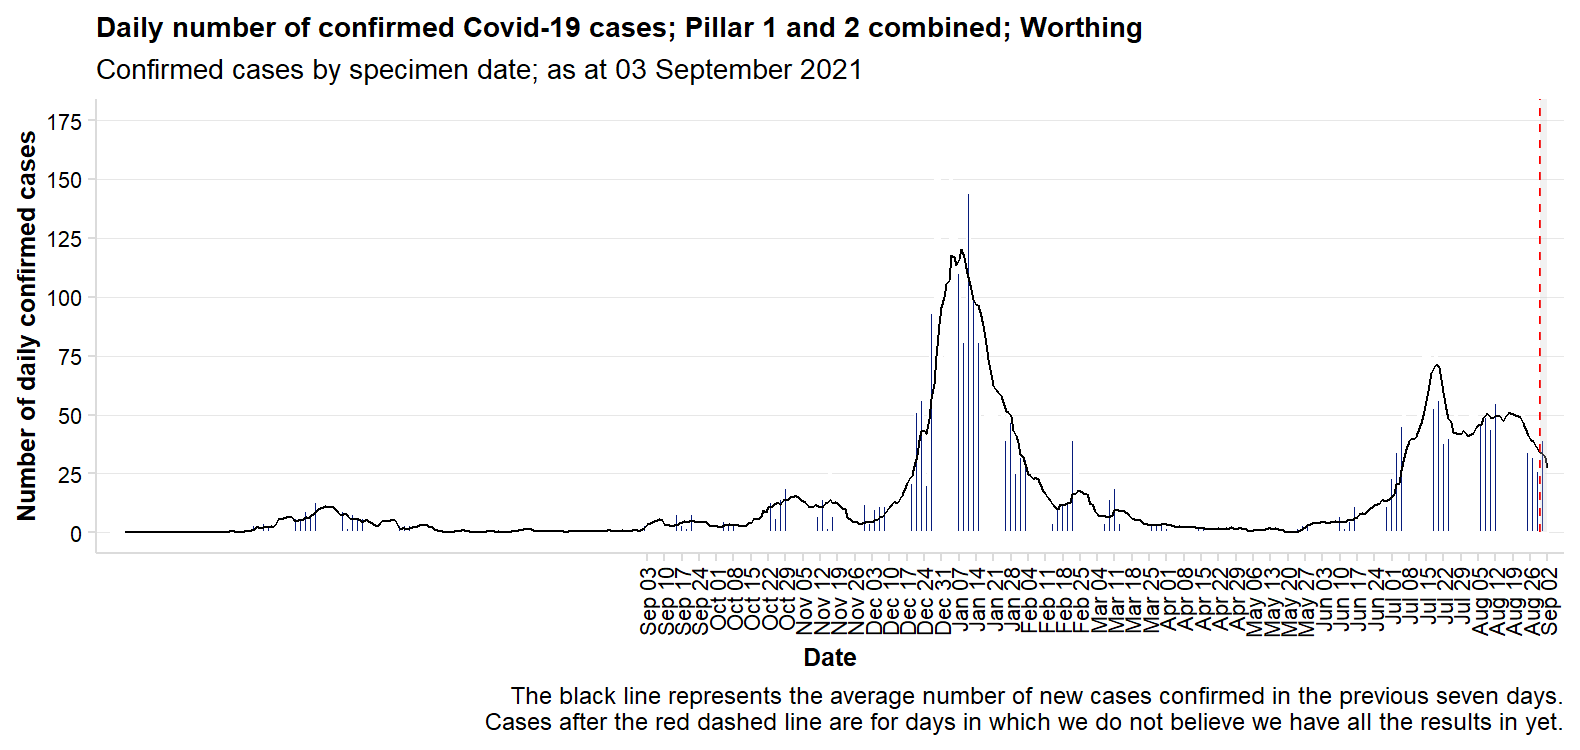 Daily number of confirmed Covid-19 cases; Pillar 1 and 2 combined; Worthing
Confirmed cases by specimen date; as at 03 September 2021
Number of daily confirmed cases
175
150
125
100
75
50
25
0
Sep 03
Sep 10
Sep 17
Sep 24
Oct 01
Oct 08
Oct 15
Oct 22
Oct 29
Nov 05
Nov 12
Nov 19
Nov 26
Dec 03
Dec 10
Dec 17
Dec 24
Dec 31
Jan 07
Jan 14
Jan 21
Jan 28
Feb 04
Feb 11
Feb 18
Feb 25
Mar 04
Mar 11
Mar 18
Mar 25
Apr 01
Apr 08
Apr 15
Apr 22
Apr 29
May 06
May 13
May 20
May 27
Jun 03
Jun 10
Jun 17
Jun 24
Jul 01
Jul 08
Jul 15
Jul 22
Jul 29
Aug 05
Aug 12
Aug 19
Aug 26
Sep 02
Date
The black line represents the average number of new cases confirmed in the previous seven days.
Cases after the red dashed line are for days in which we do not believe we have all the results in yet.